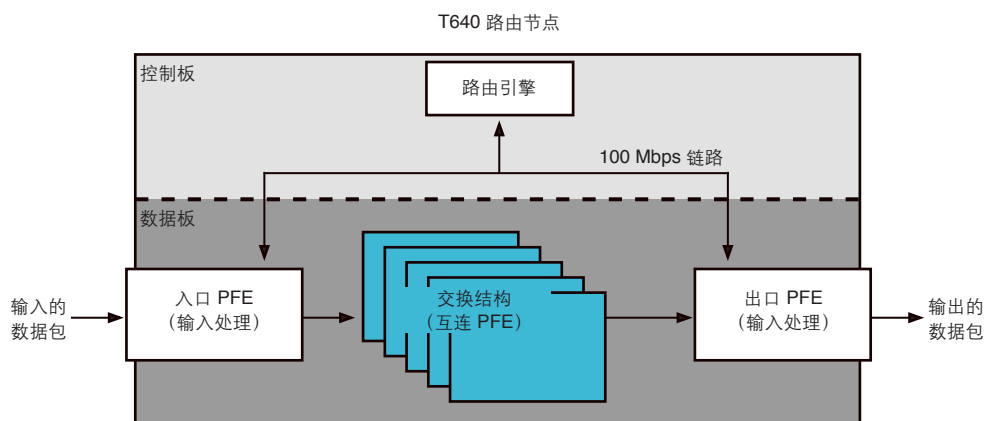 T640 路由节点
控制板
路由引擎
100 Mbps 链路
数据板
输入的
数据包
入口 PFE
（输入处理）
交换结构
（互连 PFE）
出口 PFE
（输入处理）
输出的
数据包